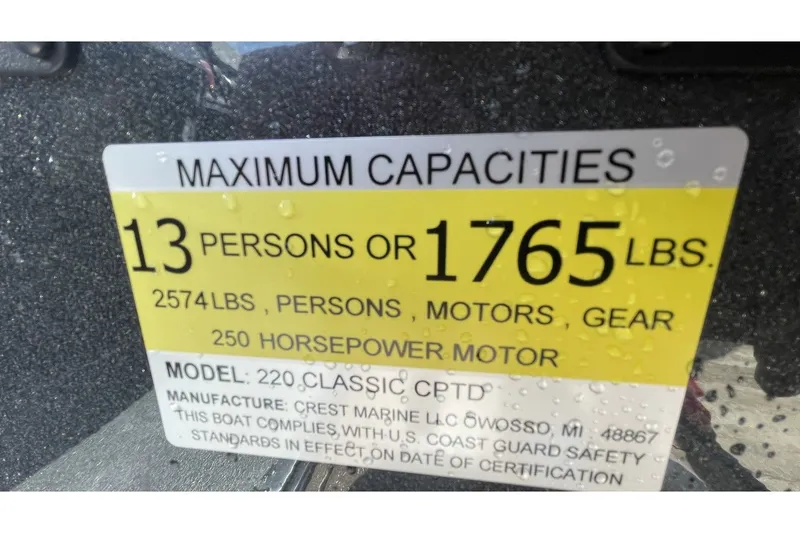 MAXIMUM CAPACITIES
13 PERSONS OR 1765 LBS.
2574 LBS , PERSONS , MOTORS , GEAR
250 HORSEPOWER MOTOR
MODEL: 220 CLASSIC CPTD
MANUFACTURE: CREST MARINE LLC OWOSSO, MI 48867
THIS BOAT COMPLIES WITH U.S. COAST GUARD SAFETY
STANDARDS IN EFFECT ON DATE OF CERTIFICATION